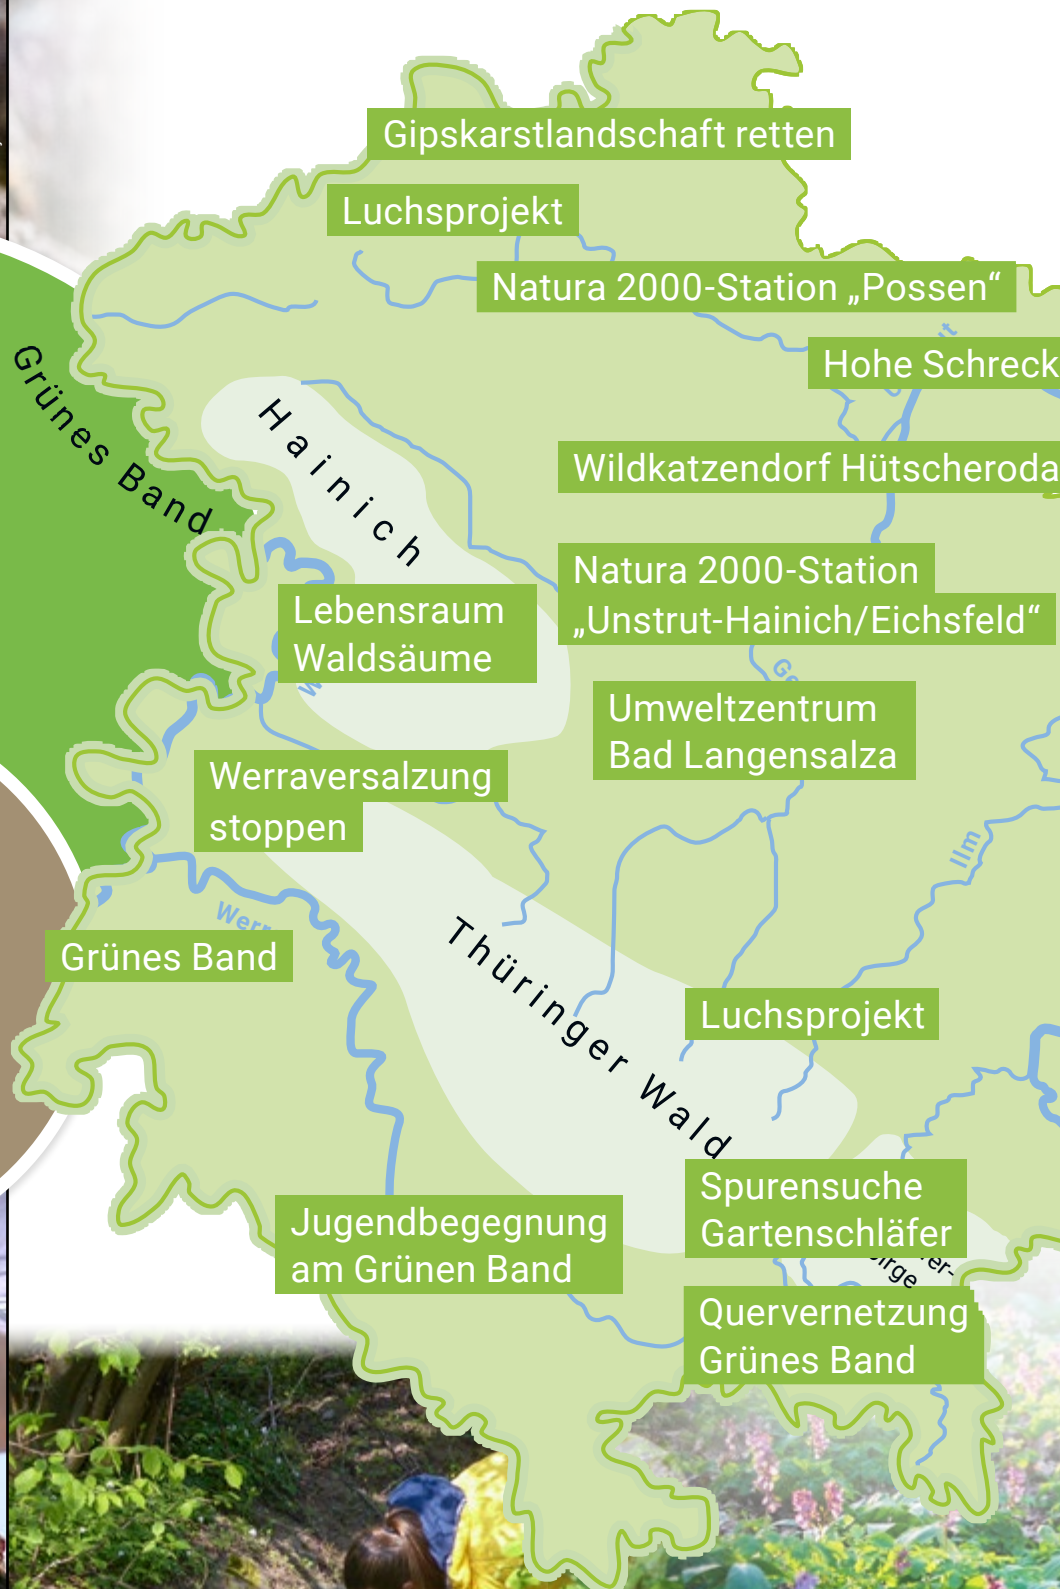 Gipskarstlandschaft retten
Luchsprojekt
Natura 2000-Station „Possen“
Grünes Band
Hohe Schreck
Hainich
Wildkatzendorf Hütscheroda
Natura 2000-Station
„Unstrut-Hainich/Eichsfeld“
Lebensraum
Waldsäume
Umweltzentrum
Bad Langensalza
Werraversalzung
stoppen
Ilm
Grünes Band
Thüringer Wald
Luchsprojekt
Spurensuche
Gartenschläfer
Jugendbegegnung
am Grünen Band
Quervernetzung
Grünes Band